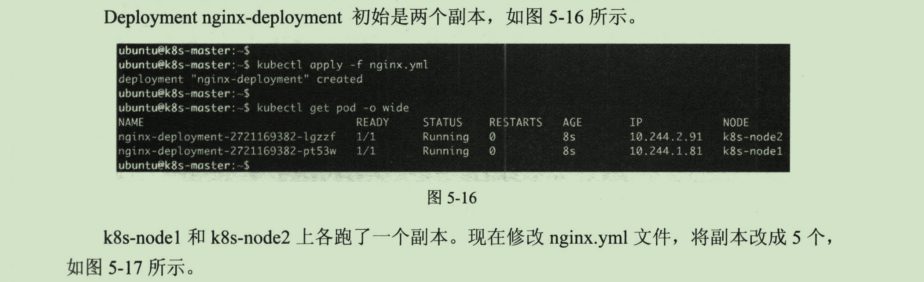 Deployment nginx-deployment 初始是两个副本，如图 5-16 所示。
ubuntu@k8s-master:~$
ubuntu@k8s-master:~$ kubectl apply -f nginx.yml
deployment "nginx-deployment" created
ubuntu@k8s-master:~$
ubuntu@k8s-master:~$ kubectl get pod -o wide
NAME READY STATUS RESTARTS AGE IP NODE
nginx-deployment-2721169382-lgzzf 1/1 Running 0 8s 10.244.2.91 k8s-node2
nginx-deployment-2721169382-pt53w 1/1 Running 0 8s 10.244.1.81 k8s-node1
ubuntu@k8s-master:~$
图 5-16
k8s-node1 和 k8s-node2 上各跑了一个副本。现在修改 nginx.yml 文件，将副本改成 5 个，
如图 5-17 所示。